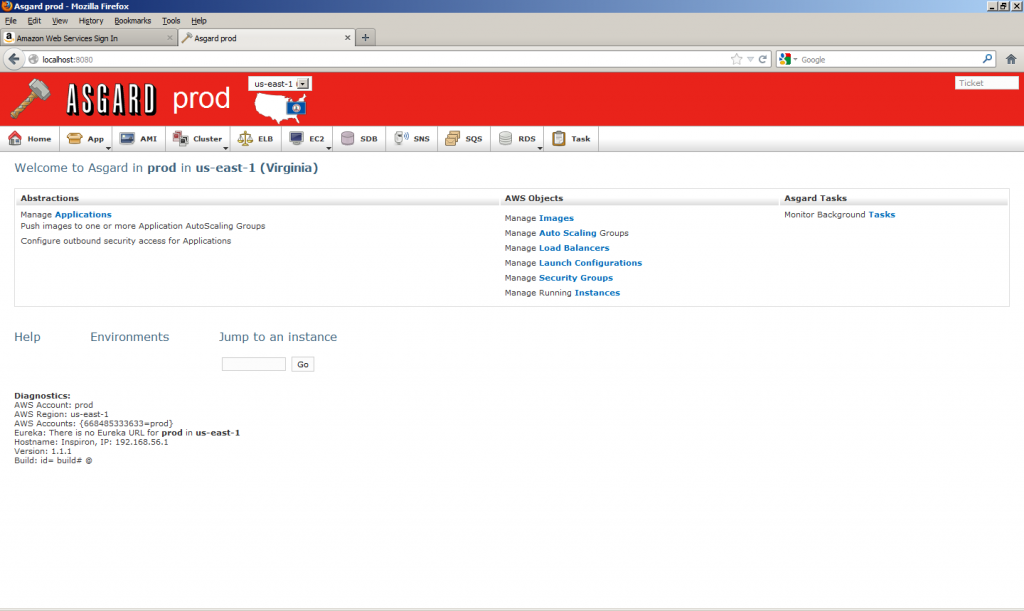 Asgard prod - Mozilla Firefox
File Edit View History Bookmarks Tools Help
a Amazon Web Services Sign In
Asgard prod
localhost:8080
Google
ASGARD prod
us-east-1
Ticket
Home App AMI Cluster ELB EC2 SDB SNS SQS RDS Task
Welcome to Asgard in prod in us-east-1 (Virginia)
Abstractions
Manage Applications
Push images to one or more Application AutoScaling Groups
Configure outbound security access for Applications
AWS Objects
Manage Images
Manage Auto Scaling Groups
Manage Load Balancers
Manage Launch Configurations
Manage Security Groups
Manage Running Instances
Asgard Tasks
Monitor Background Tasks
Help
Environments
Jump to an instance
Go
Diagnostics:
AWS Account: prod
AWS Region: us-east-1
AWS Accounts: {668485333633=prod}
Eureka: There is no Eureka URL for prod in us-east-1
Hostname: Inspiron, IP: 192.168.56.1
Version: 1.1.1
Build: id= build# @